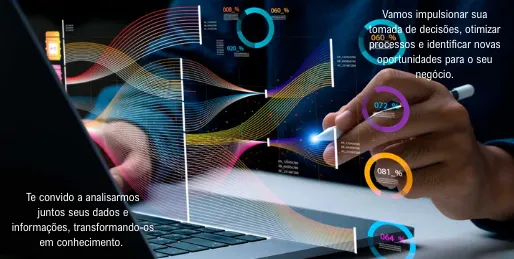 Vamos impulsionar sua
tomada de decisões, otimizar
processos e identificar novas
oportunidades para o seu
negócio.
008_%
060_%
020_%
060_%
072_%
081_%
064_%
Te convido a analisarmos
juntos seus dados e
informações, transformando-os
em conhecimento.